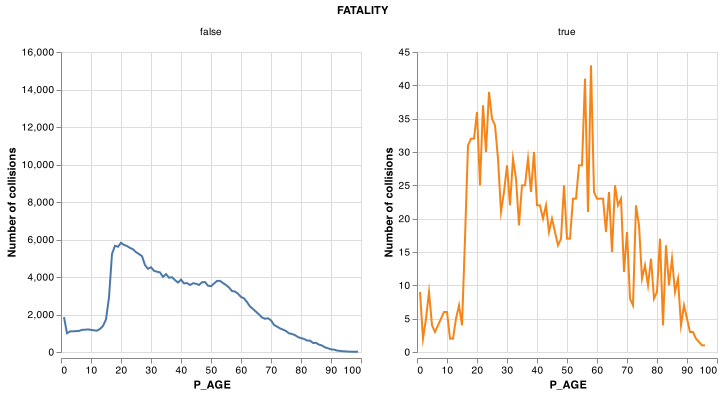 FATALITY
false
true
16,000
14,000
12,000
10,000
8,000
6,000
4,000
2,000
0
Number of collisions
0 10 20 30 40 50 60 70 80 90 100
P_AGE
45
40
35
30
25
20
15
10
5
0
Number of collisions
0 10 20 30 40 50 60 70 80 90 100
P_AGE